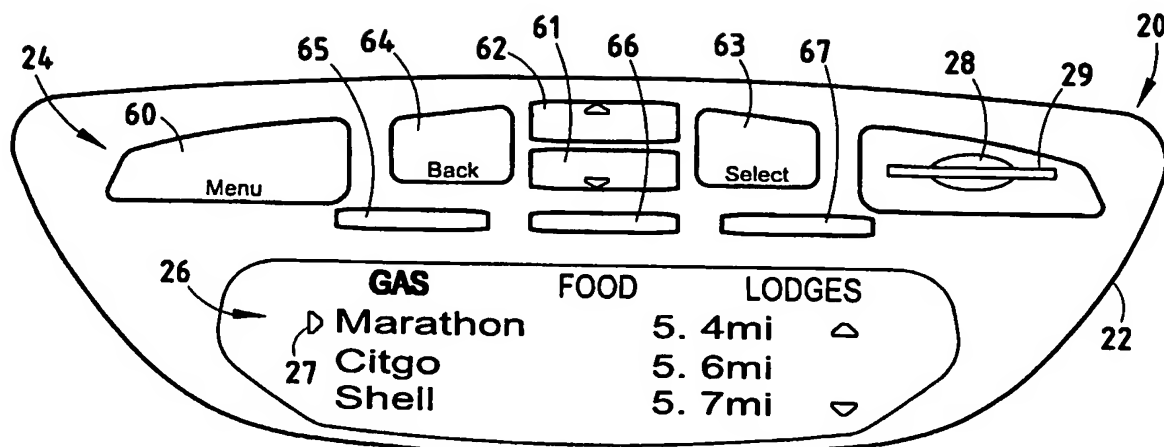 65 64 62 61 66 63 67 28 29 20
24
60
Menu Back Select
26 GAS FOOD LODGES
Marathon 5. 4mi
27 Citgo 5. 6mi
Shell 5. 7mi
22